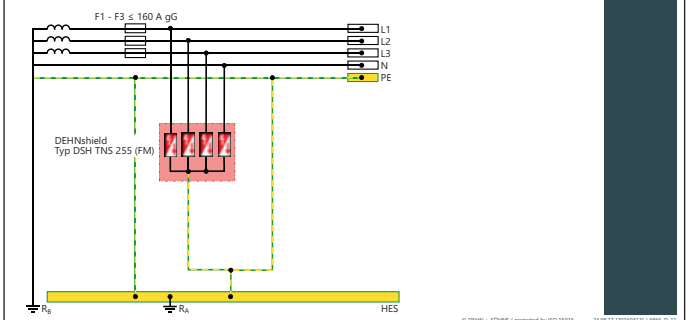 F1 - F3 ≤ 160 A gG
L1
L2
L3
N
PE
DEHNshield
Typ DSH TNS 255 (FM)
RB
RA
HES